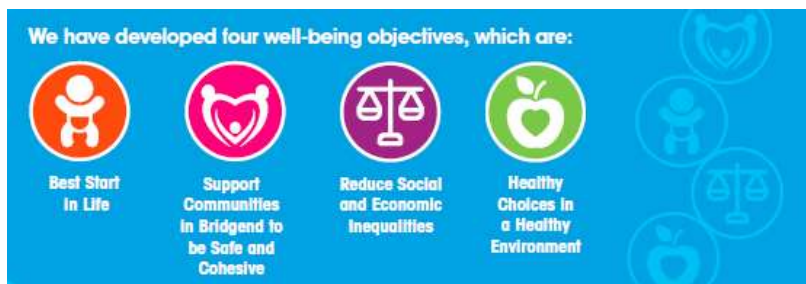 We have developed four well-being objectives, which are:
Best Start
in Life
Support
Communities
in Bridgend to
be Safe and
Cohesive
Reduce Social
and Economic
Inequalities
Healthy
Choices in
a Healthy
Environment